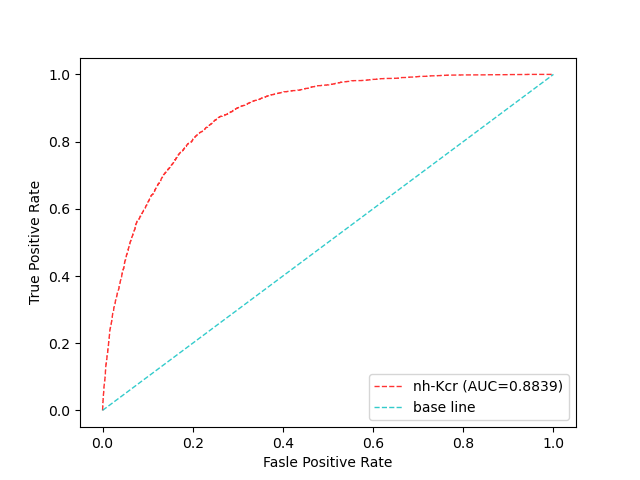 1.0
0.8
0.6
0.4
0.2
0.0
True Positive Rate
0.0 0.2 0.4 0.6 0.8 1.0
Fasle Positive Rate
nh-Kcr (AUC=0.8839)
base line